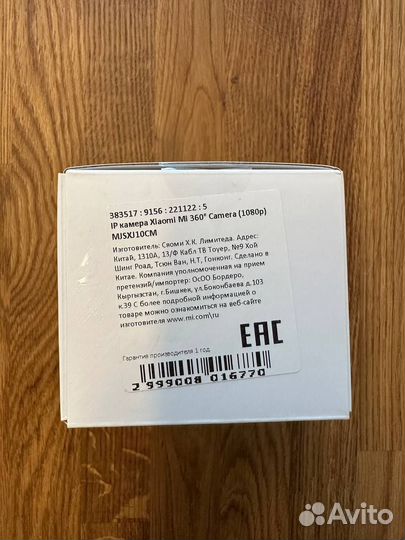 383517 : 9156 : 221122 : 5
IP камера Xiaomi Mi 360° Camera (1080p)
MJSXJ10CM
Изготовитель: Сяоми Х.К. Лимитеда. Адрес:
Китай, 1310А, 13/Ф Кабл ТВ Тоуер, №9 Хой
Шинг Роад, Тсюн Ван, Н.Т, Гонконг. Сделано в
Китае. Компания уполномоченная на прием
претензий/импортер: ОсОО Бордеро,
Кыргызстан, г.Бишкек, ул.Боконбаева д.103
к.39 С более подробной информацией о
товаре можно ознакомиться на веб-сайте
изготовителя www.mi.com\ru
EAC
Гарантия производителя 1 год
2 999008 016770
Avito